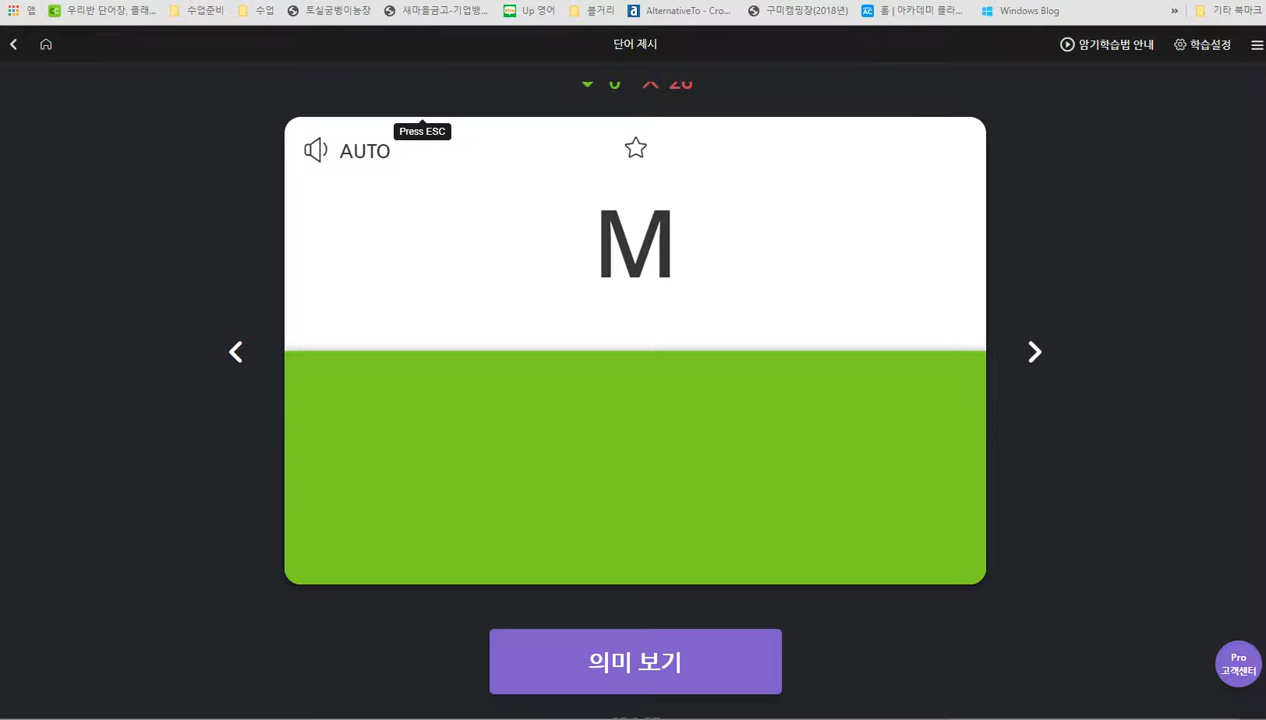 앱 우리반 단어장, 클래... 수업준비 수업 토실굼벵이농장 새마을금고-기업뱅... Up 영어 볼거리 AlternativeTo - Cro... 구미캠핑장(2018년) 홈 | 아카데미 클라... Windows Blog » 기타 북마크
단어 제시 암기학습법 안내 학습설정
Press ESC
AUTO
M
의미 보기
Pro
고객센터